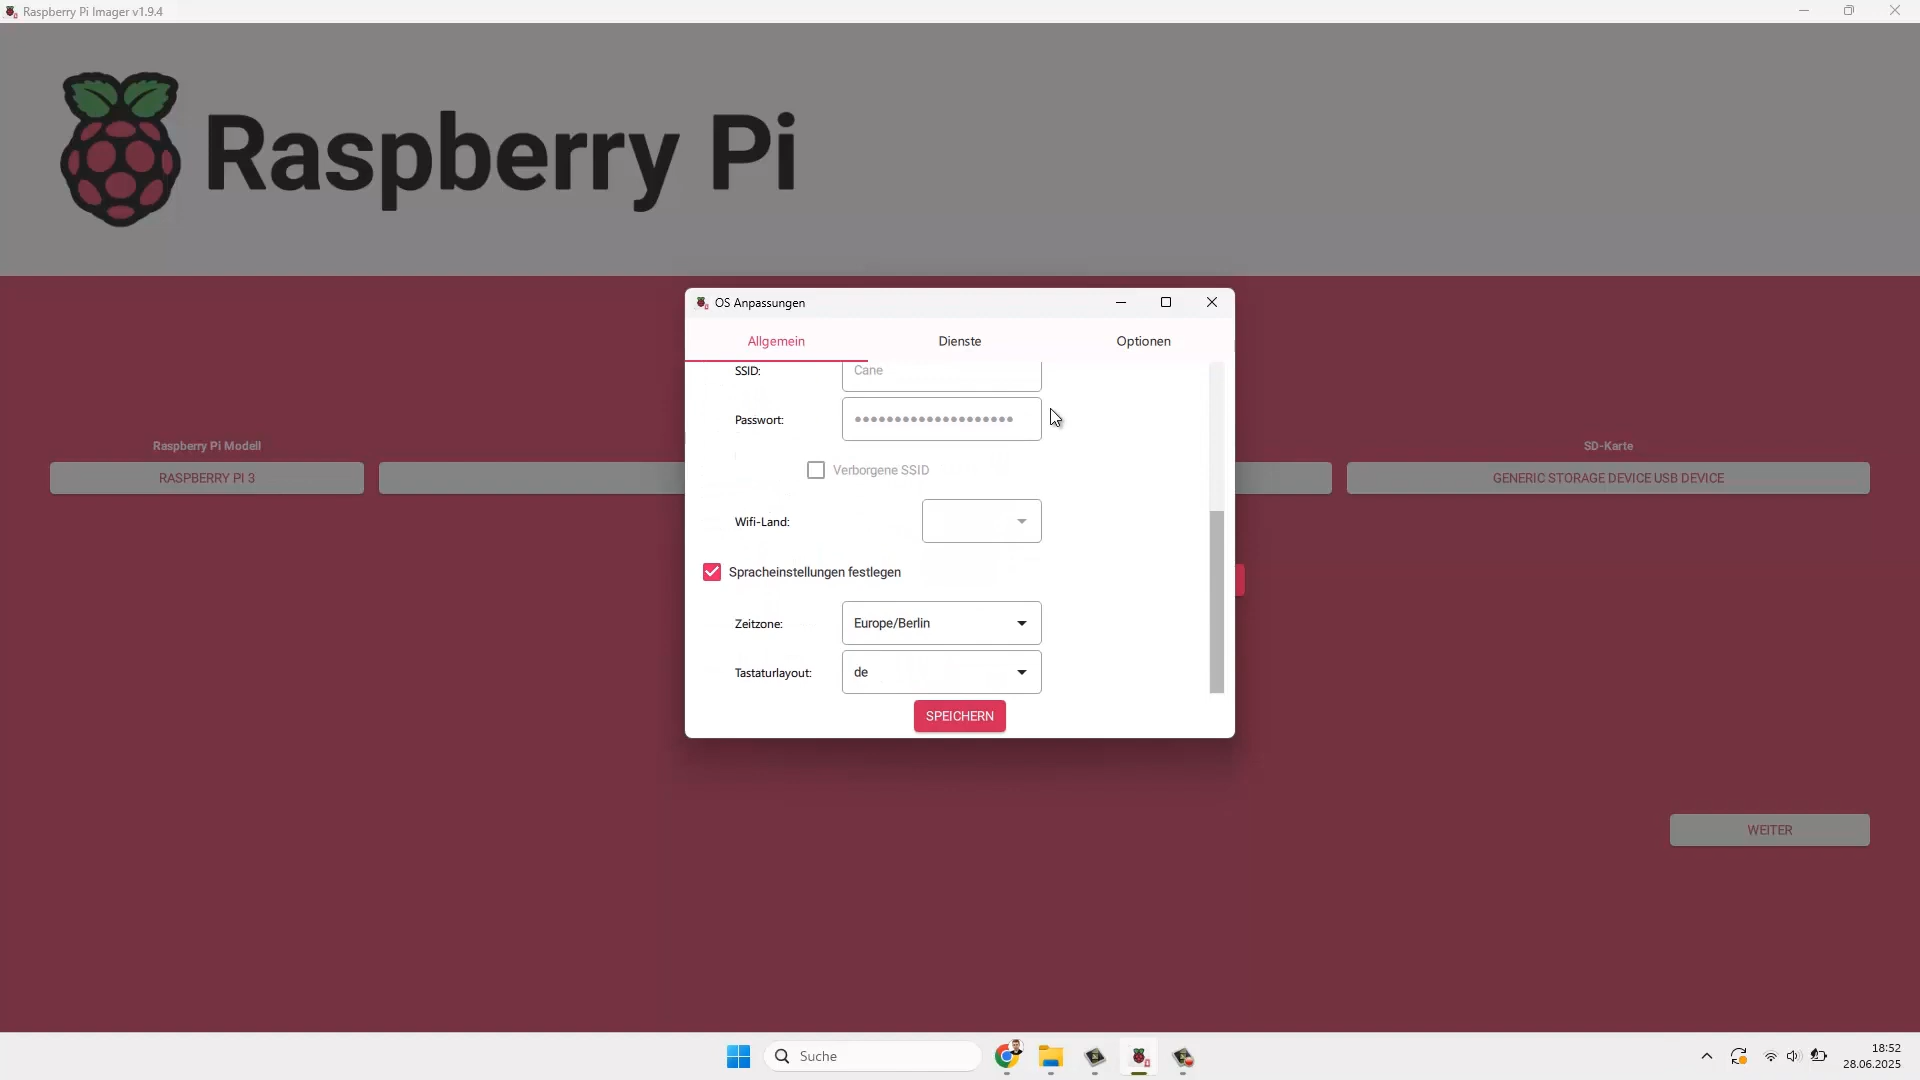 Raspberry Pi Imager v1.9.4
Raspberry Pi
OS Anpassungen
Allgemein
Dienste
Optionen
SSID:
Cane
Passwort:
Verborgene SSID
Wifi-Land:
Spracheinstellungen festlegen
Zeitzone:
Europe/Berlin
Tastaturlayout:
de
SPEICHERN
Raspberry Pi Modell
RASPBERRY PI 3
SD-Karte
GENERIC STORAGE DEVICE USB DEVICE
WEITER
Suche
18:52
28.06.2025